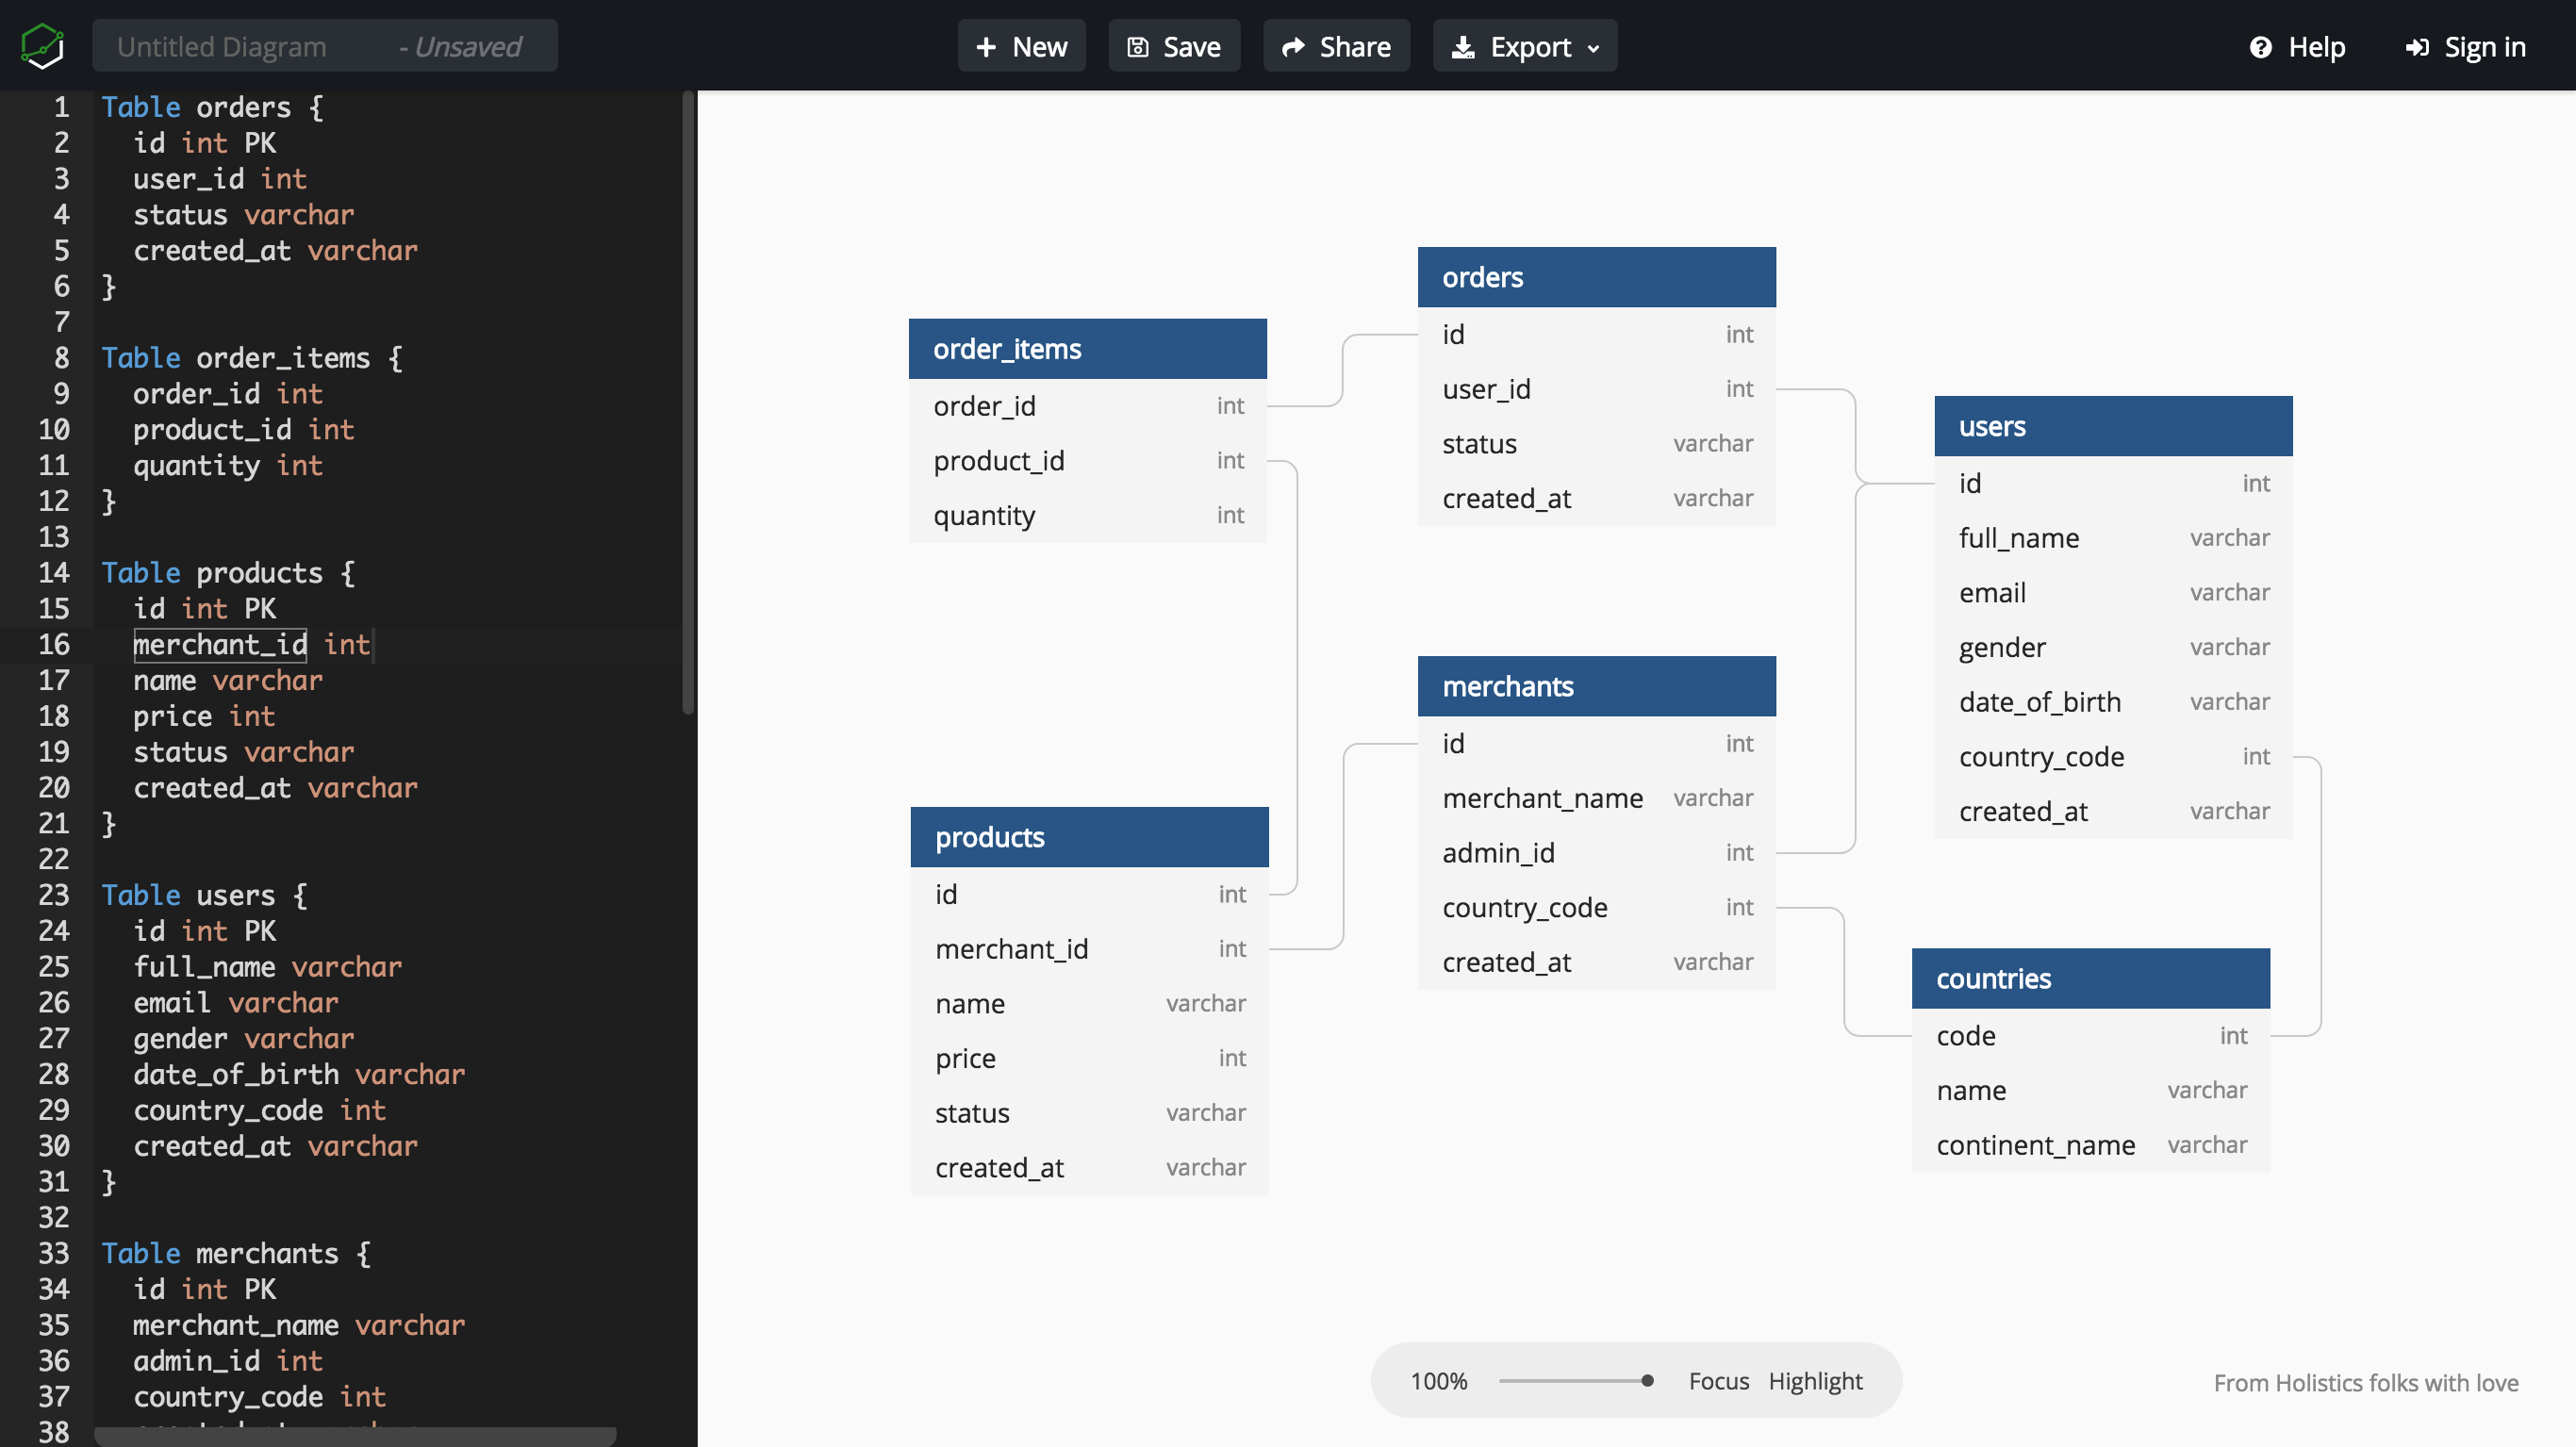 Untitled Diagram - Unsaved
New
Save
Share
Export
Help
Sign in
1 Table orders {
2 id int PK
3 user_id int
4 status varchar
5 created_at varchar
6 }
7
8 Table order_items {
9 order_id int
10 product_id int
11 quantity int
12 }
13
14 Table products {
15 id int PK
16 merchant_id int
17 name varchar
18 price int
19 status varchar
20 created_at varchar
21 }
22
23 Table users {
24 id int PK
25 full_name varchar
26 email varchar
27 gender varchar
28 date_of_birth varchar
29 country_code int
30 created_at varchar
31 }
32
33 Table merchants {
34 id int PK
35 merchant_name varchar
36 admin_id int
37 country_code int
38
order_items
order_id int
product_id int
quantity int
orders
id int
user_id int
status varchar
created_at varchar
users
id int
full_name varchar
email varchar
gender varchar
date_of_birth varchar
country_code int
created_at varchar
merchants
id int
merchant_name varchar
admin_id int
country_code int
created_at varchar
products
id int
merchant_id int
name varchar
price int
status varchar
created_at varchar
countries
code int
name varchar
continent_name varchar
100% Focus Highlight
From Holistics folks with love